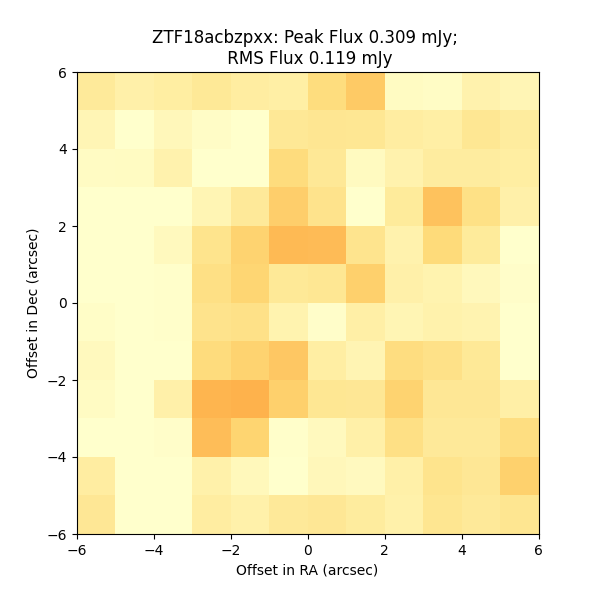 ZTF18acbzpxx: Peak Flux 0.309 mJy;
RMS Flux 0.119 mJy
6
4
2
0
−2
−4
−6
Offset in Dec (arcsec)
−6 −4 −2 0 2 4 6
Offset in RA (arcsec)